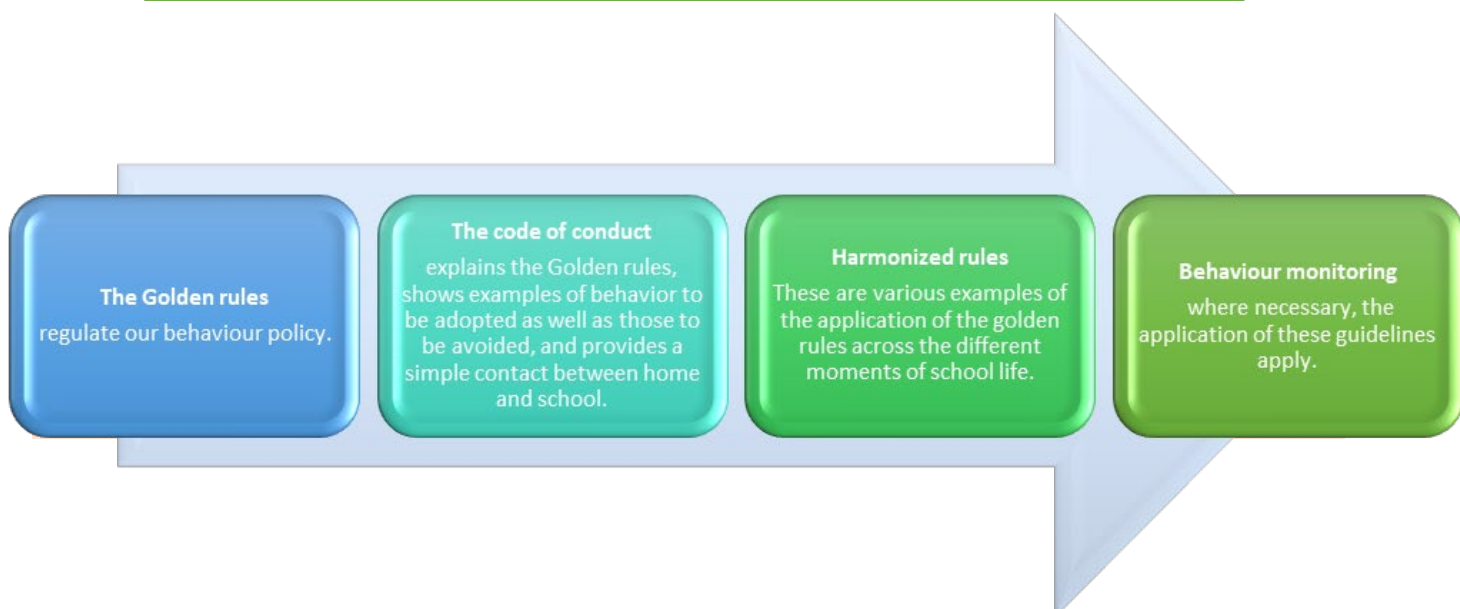 The Golden rules
regulate our behaviour policy.
The code of conduct
explains the Golden rules,
shows examples of behavior to
be adopted as well as those to
be avoided, and provides a
simple contact between home
and school.
Harmonized rules
These are various examples of
the application of the golden
rules across the different
moments of school life.
Behaviour monitoring
where necessary, the
application of these guidelines
apply.